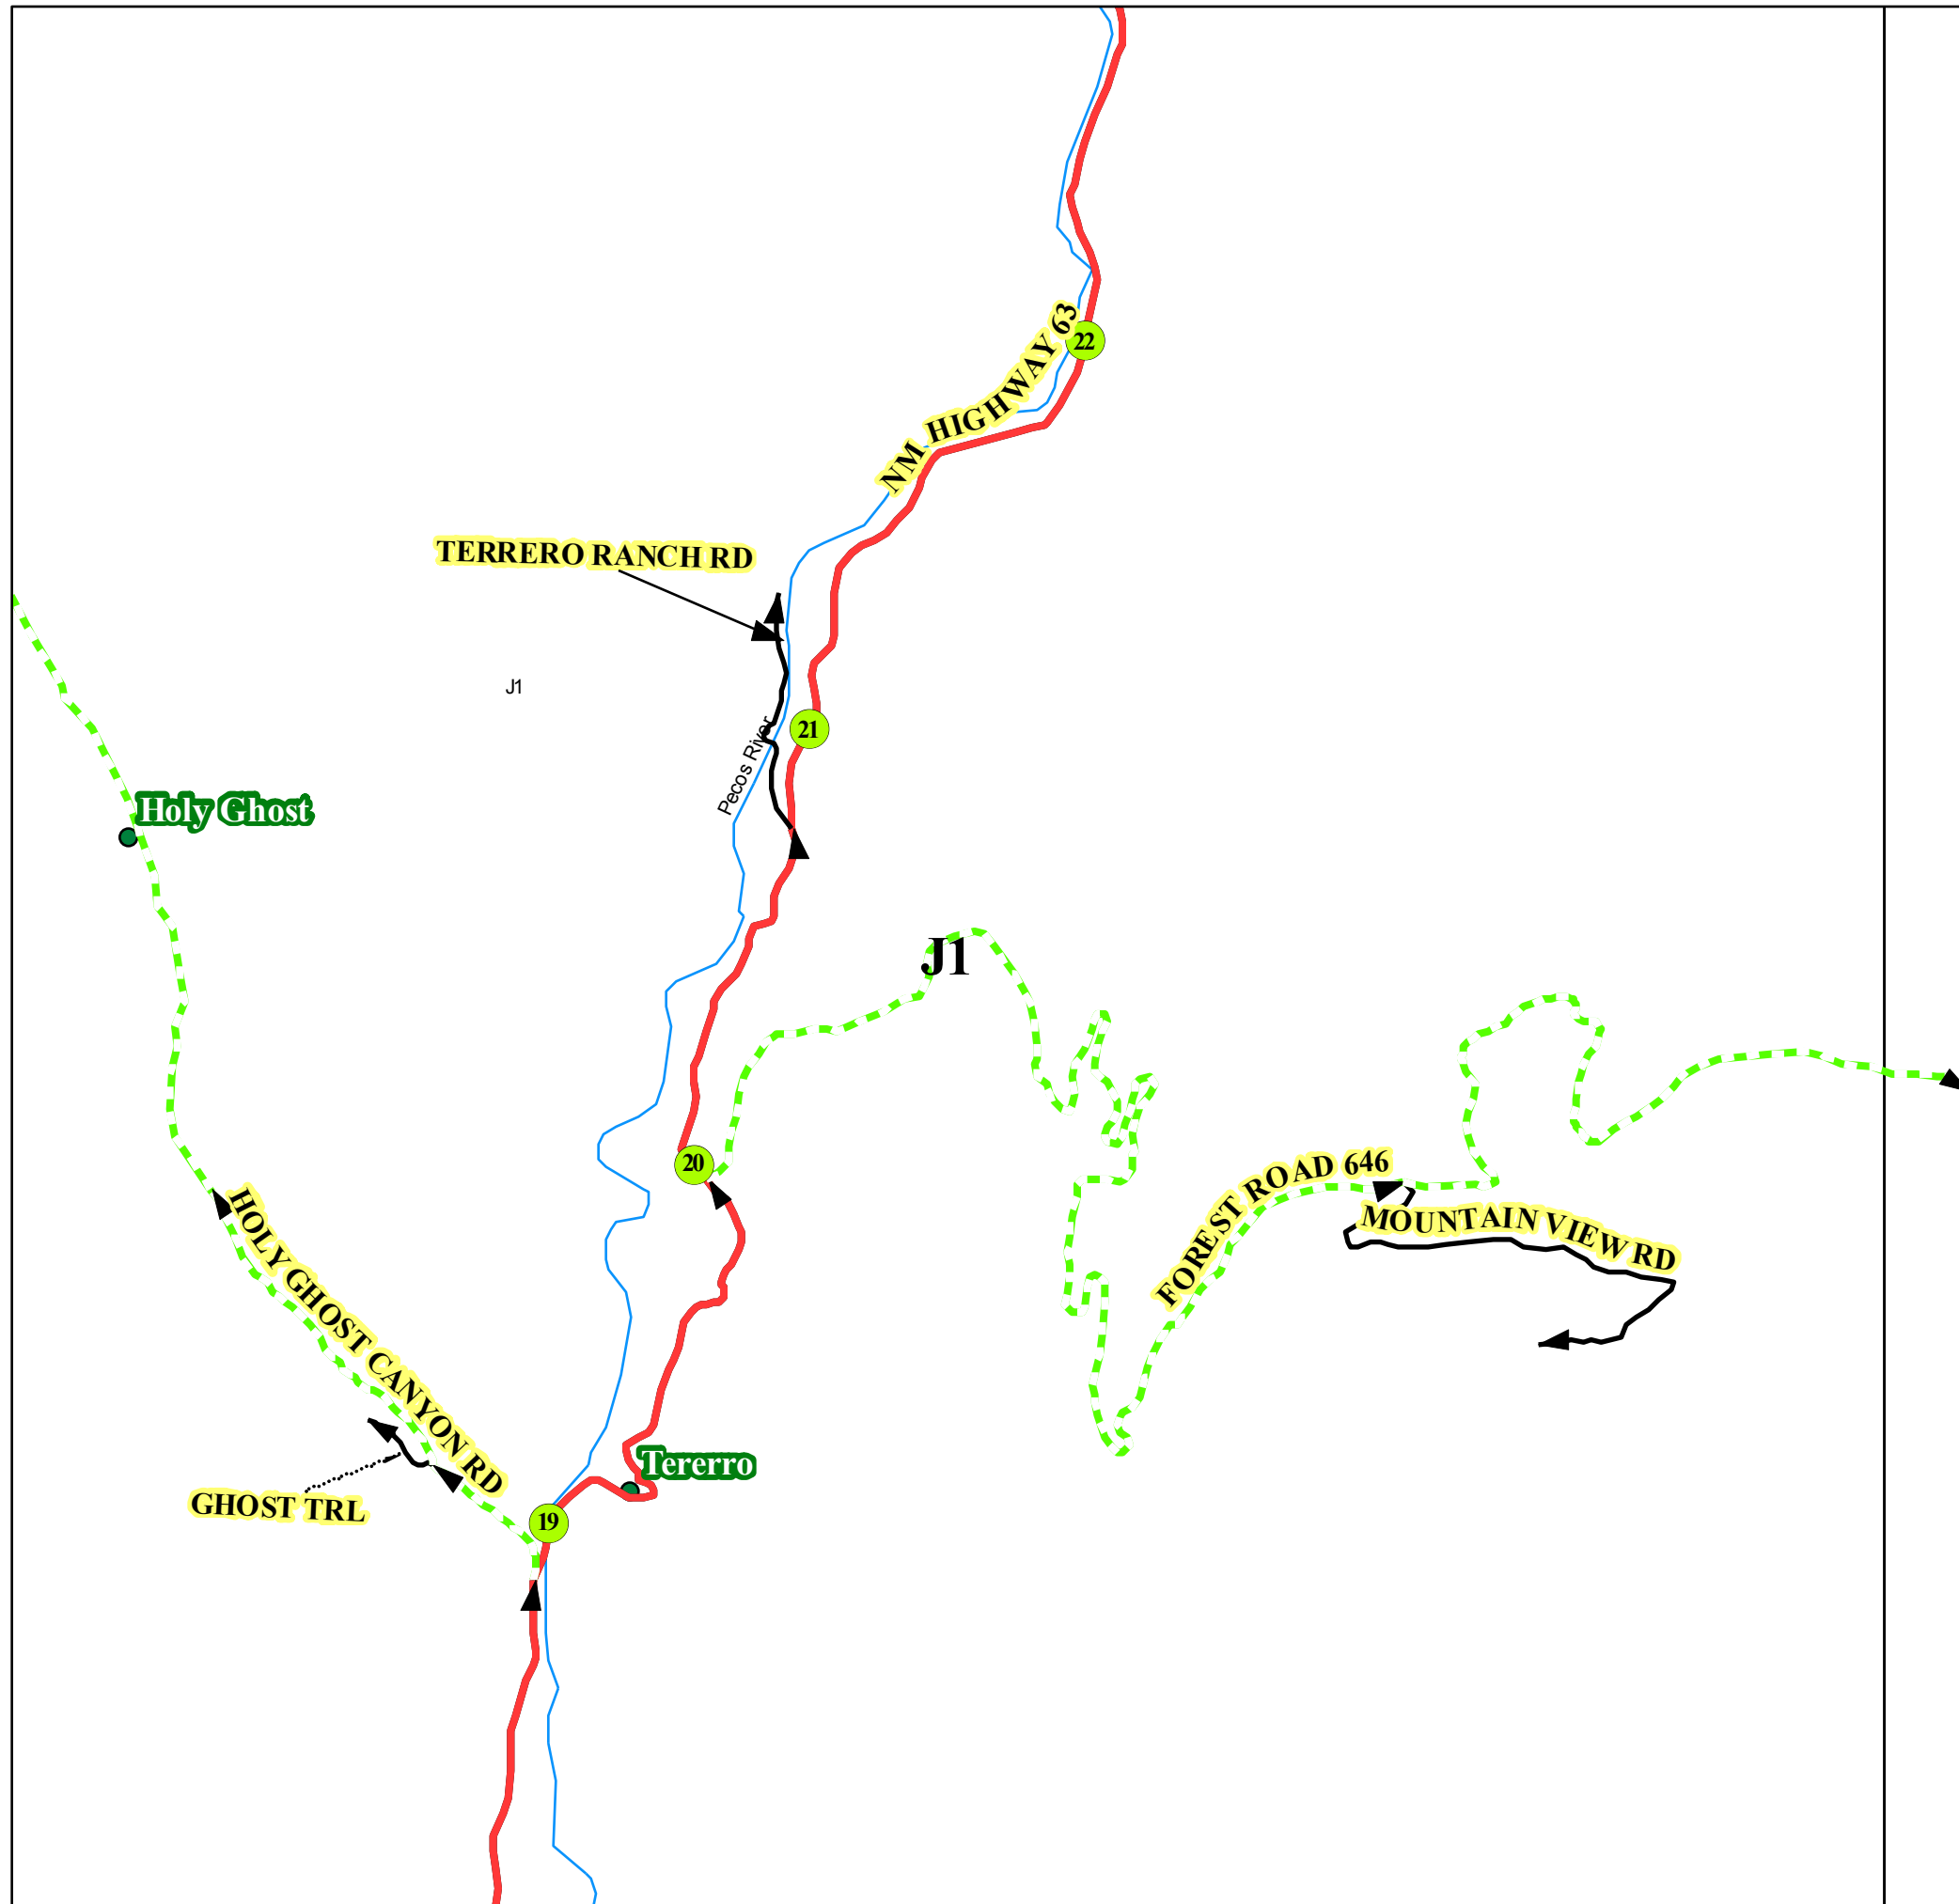 22
NM HIGHWAY 63
TERRERO RANCH RD
J1
21
Pecos River
Holy Ghost
J1
20
FOREST ROAD 646
MOUNTAIN VIEW RD
HOLY GHOST CANYON RD
Tererro
GHOST TRL
19